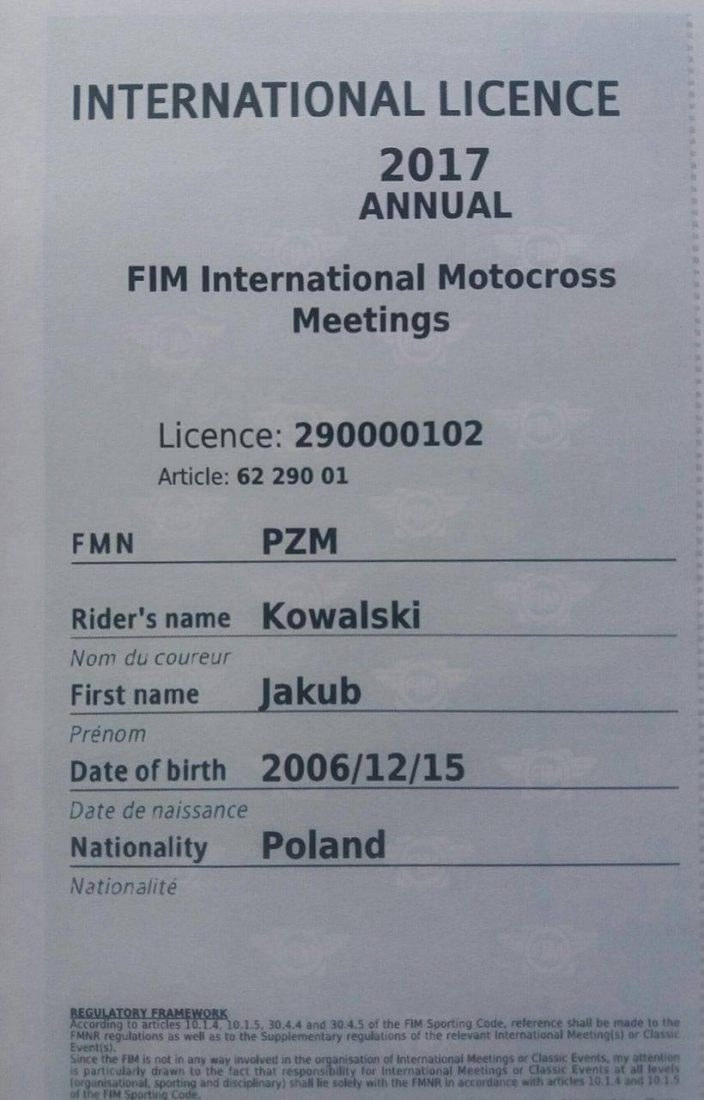 INTERNATIONAL LICENCE
2017
ANNUAL
FIM International Motocross
Meetings
Licence: 290000102
Article: 62 290 01
FMN PZM
Rider's name Kowalski
Nom du coureur
First name Jakub
Prénom
Date of birth 2006/12/15
Date de naissance
Nationality Poland
Nationalité
REGULATORY FRAMEWORK
According to articles 10.1.4, 10.1.5, 30.4.4 and 30.4.5 of the FIM Sporting Code, reference shall be made to the
FMNR regulations as well as to the Supplementary regulations of the relevant International Meeting(s) or Classic
Event(s).
Since the FIM is not in any way involved in the organisation of International Meetings or Classic Events, my attention
is particularly drawn to the fact that responsibility for International Meetings or Classic Events at all levels
(organisational, sporting and disciplinary) shall lie solely with the FMNR in accordance with articles 10.1.4 and 10.1.5
of the FIM Sporting Code.